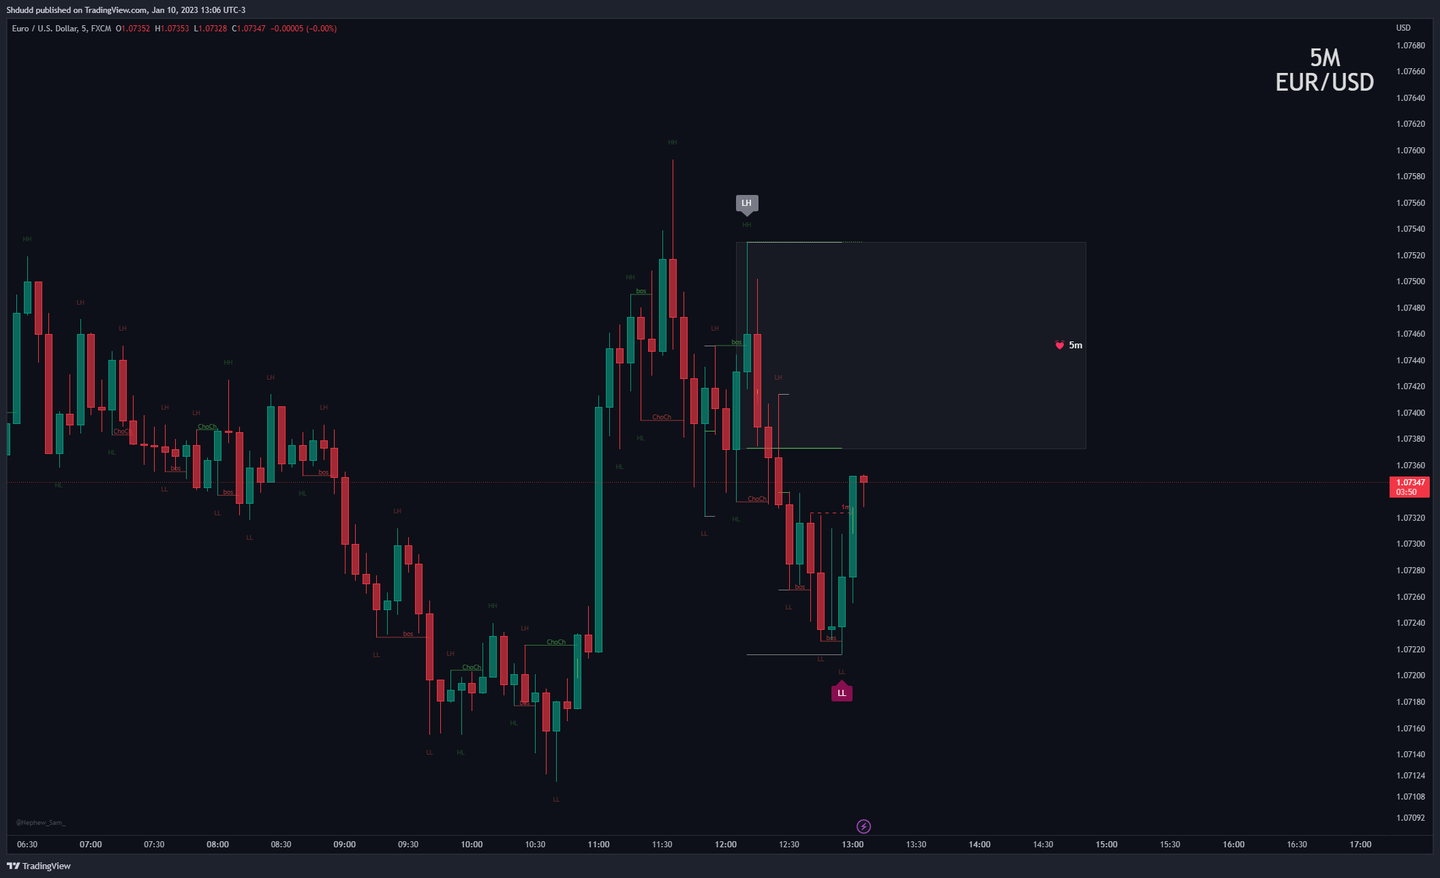 Shdudd published on TradingView.com, Jan 10, 2023 13:06 UTC-3
Euro / U.S. Dollar, 5, FXCM O1.07352 H1.07353 L1.07328 C1.07347 −0.00005 (−0.00%)
USD
5M
EUR/USD
1.07680
1.07660
1.07640
1.07620
1.07600
1.07580
1.07560
1.07540
1.07520
1.07500
1.07480
1.07460
1.07440
1.07420
1.07400
1.07380
1.07360
1.07347
03:50
1.07320
1.07300
1.07280
1.07260
1.07240
1.07220
1.07200
1.07180
1.07160
1.07140
1.07124
1.07108
1.07092
HH
LH
LH
HL
ChoCh
HL
LH
bos
LL
LH
ChoCh
HH
bos
LL
LL
LH
HL
LH
bos
LH
LL
bos
LL
LH
ChoCh
HL
HH
LH
HL
bos
ChoCh
LL
HH
bos
HL
HL
ChoCh
HH
LH
LL
bos
HL
LH
HH
ChoCh
LH
LL
bos
1m
bos
LL
LL
LL
5m
@Nephew_Sam_
06:30
07:00
07:30
08:00
08:30
09:00
09:30
10:00
10:30
11:00
11:30
12:00
12:30
13:00
13:30
14:00
14:30
15:00
15:30
16:00
16:30
17:00
TradingView